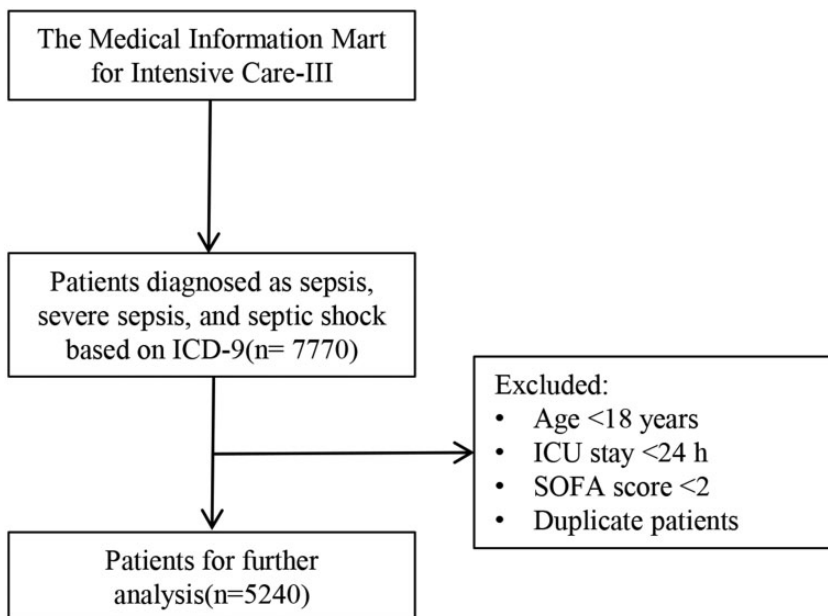 The Medical Information Mart
for Intensive Care-III
Patients diagnosed as sepsis,
severe sepsis, and septic shock
based on ICD-9(n= 7770)
Excluded:
• Age <18 years
• ICU stay <24 h
• SOFA score <2
• Duplicate patients
Patients for further
analysis(n=5240)